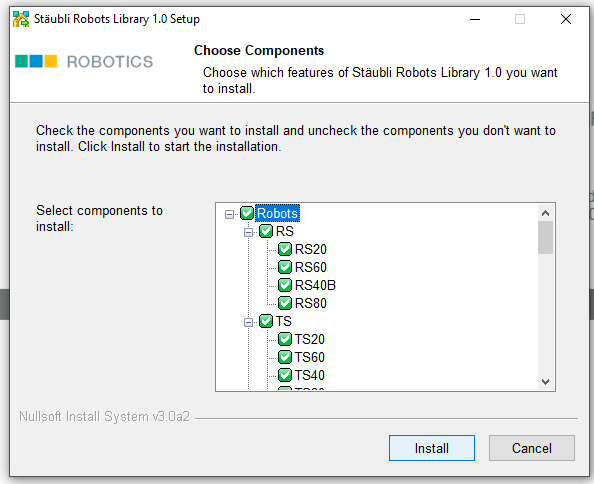 Stäubli Robots Library 1.0 Setup
ROBOTICS
Choose Components
Choose which features of Stäubli Robots Library 1.0 you want
to install.
Check the components you want to install and uncheck the components you don't want to
install. Click Install to start the installation.
Select components to
install:
Robots
RS
RS20
RS60
RS40B
RS80
TS
TS20
TS60
TS40
Nullsoft Install System v3.0a2
Install
Cancel